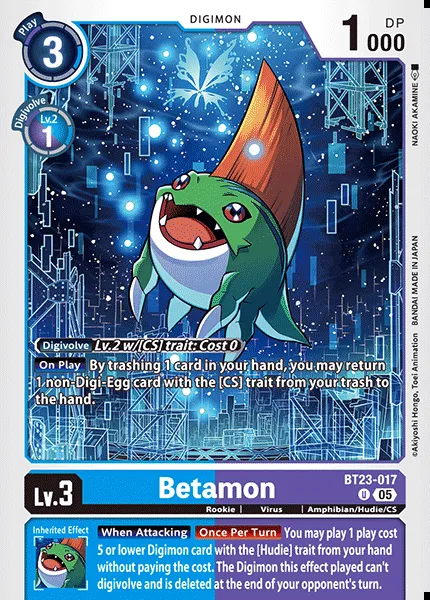 DIGIMON
Play
3
1000
DP
Digivolve
Lv.2
1
NAOKI AKAMINE
BANDAI MADE IN JAPAN
©Akiyoshi Hongo, Toei Animation
Digivolve Lv.2 w/[CS] trait: Cost 0
On Play By trashing 1 card in your hand, you may return
1 non-Digi-Egg card with the [CS] trait from your trash to
the hand.
Lv.3
Betamon
BT23-017
U 05
Rookie | Virus | Amphibian/Hudie/CS
Inherited Effect
When Attacking Once Per Turn You may play 1 play cost
5 or lower Digimon card with the [Hudie] trait from your hand
without paying the cost. The Digimon this effect played can't
digivolve and is deleted at the end of your opponent's turn.